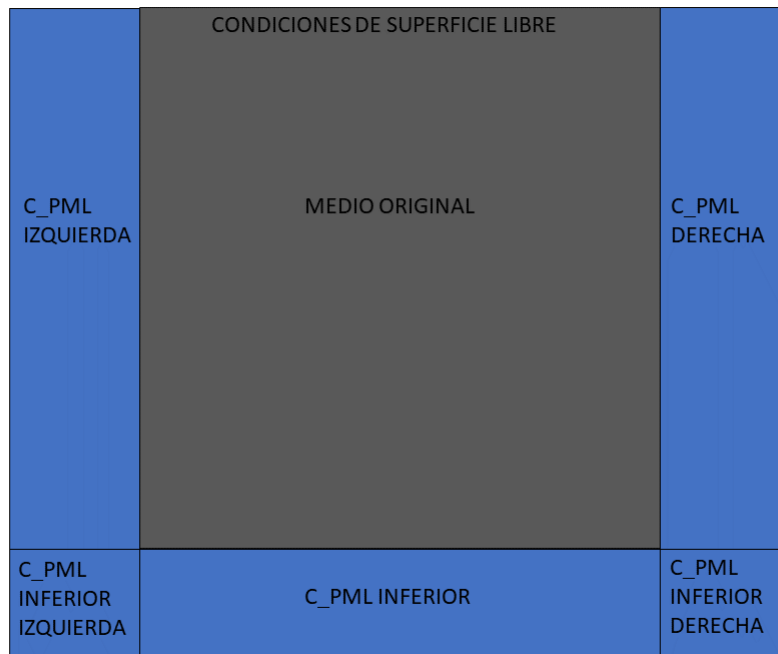 CONDICIONES DE SUPERFICIE LIBRE
C_PML
IZQUIERDA
MEDIO ORIGINAL
C_PML
DERECHA
C_PML
INFERIOR
IZQUIERDA
C_PML INFERIOR
C_PML
INFERIOR
DERECHA